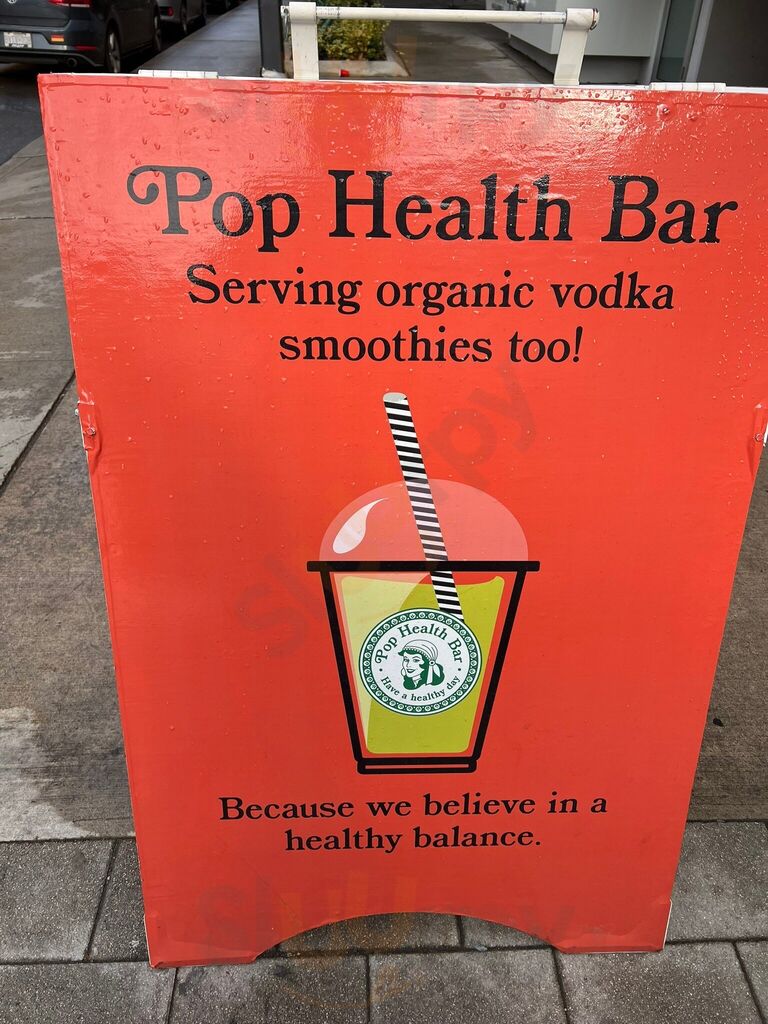 Pop Health Bar
Serving organic vodka
smoothies too!
Pop Health Bar
Have a healthy day
Because we believe in a
healthy balance.